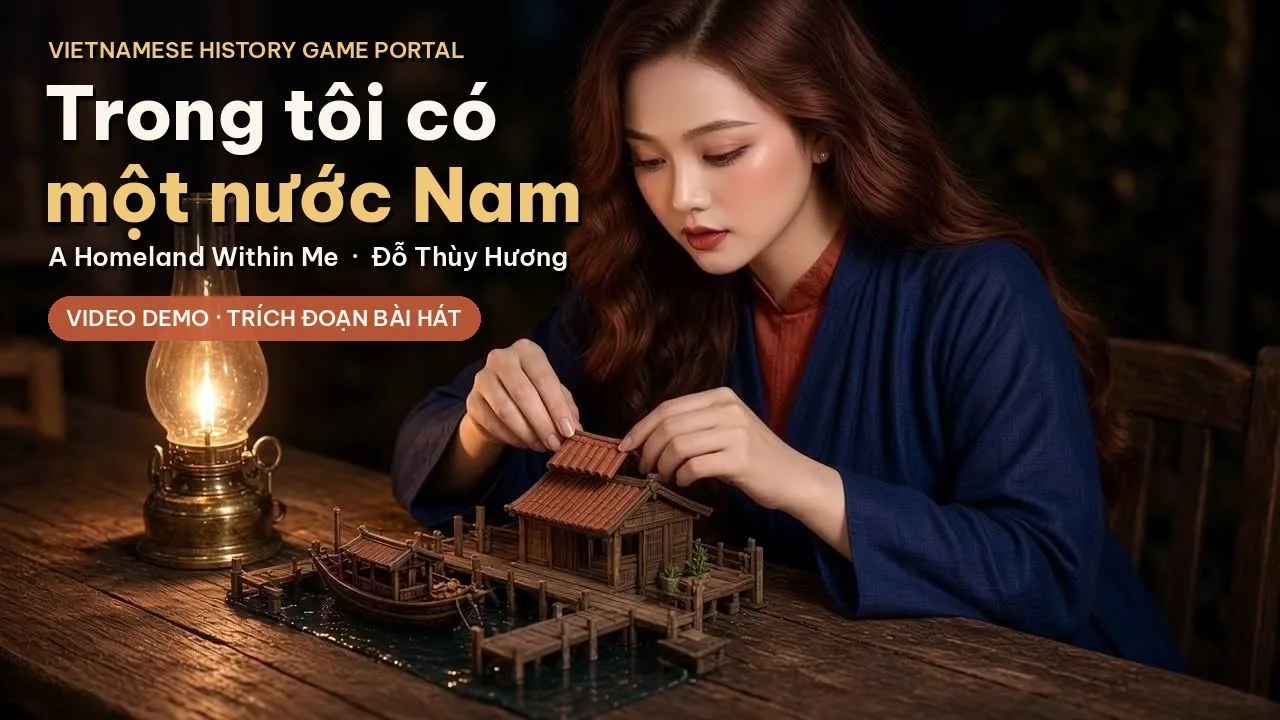 VIETNAMESE HISTORY GAME PORTAL
Trong tôi có
một nước Nam
A Homeland Within Me · Đỗ Thùy Hương
VIDEO DEMO · TRÍCH ĐOẠN BÀI HÁT